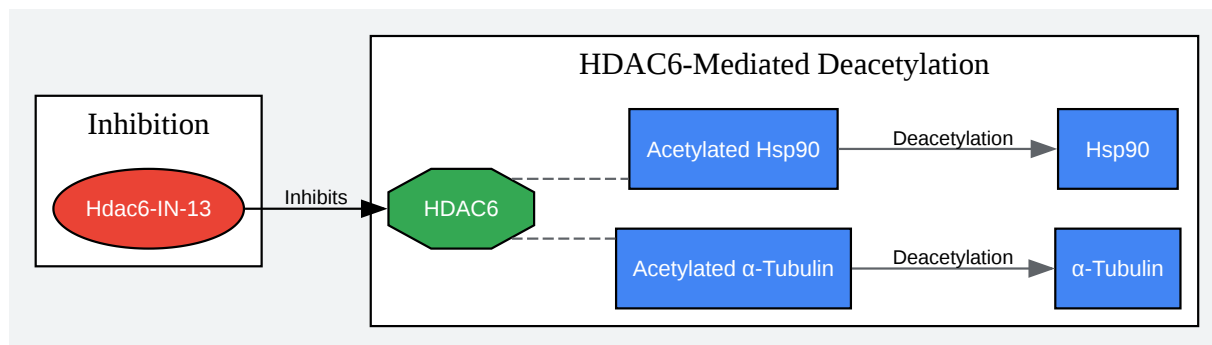 HDAC6-Mediated Deacetylation
Inhibition
Acetylated Hsp90
Deacetylation
Hsp90
Hdac6-IN-13
Inhibits
HDAC6
Acetylated α-Tubulin
Deacetylation
α-Tubulin